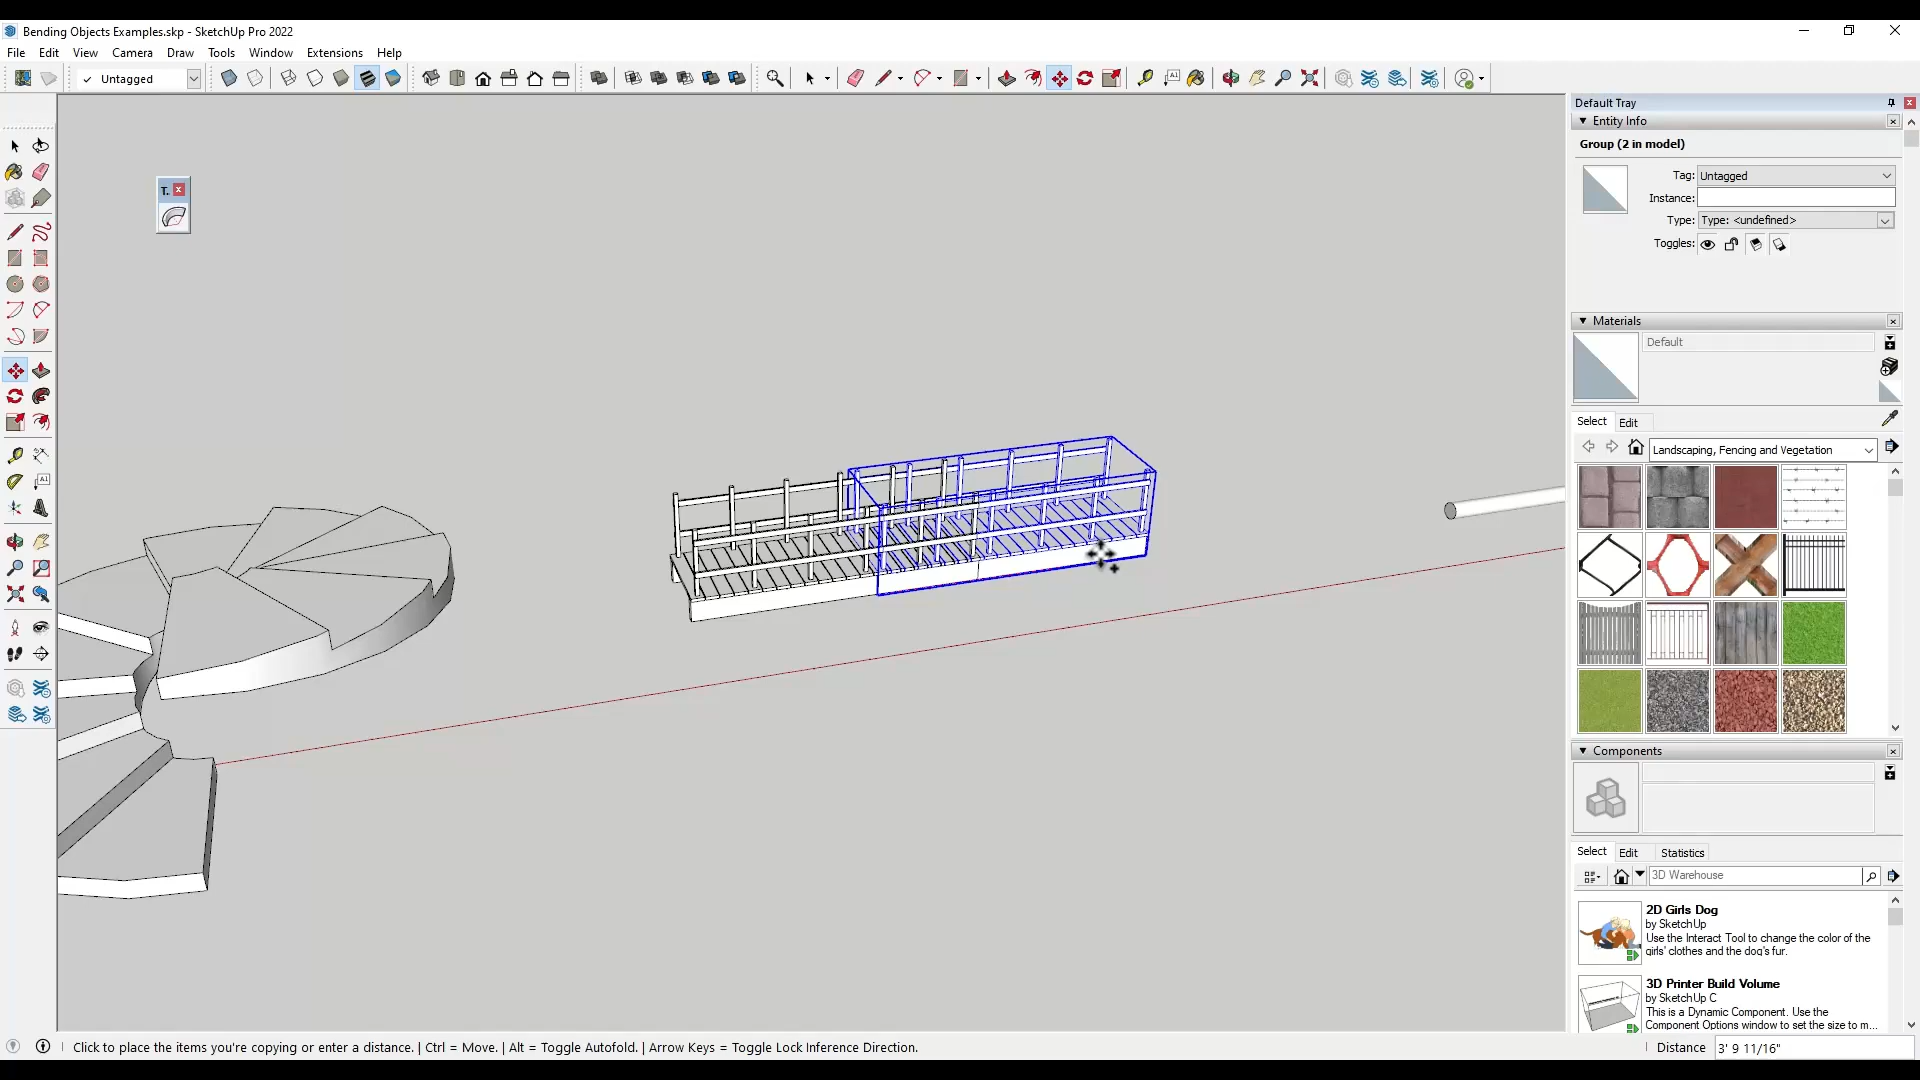 Bending Objects Examples.skp - SketchUp Pro 2022
File Edit View Camera Draw Tools Window Extensions Help
Untagged
Default Tray
Entity Info
Group (2 in model)
Tag: Untagged
Instance:
Type: Type: <undefined>
Toggles:
T.
Materials
Default
Select Edit
Landscaping, Fencing and Vegetation
Components
Select Edit Statistics
3D Warehouse
2D Girls Dog
by SketchUp
Use the Interact Tool to change the color of the
girls' clothes and the dog's fur.
3D Printer Build Volume
by SketchUp C
This is a Dynamic Component. Use the
Component Options window to set the size to m...
Click to place the items you're copying or enter a distance. | Ctrl = Move. | Alt = Toggle Autofold. | Arrow Keys = Toggle Lock Inference Direction.
Distance 3' 9 11/16"